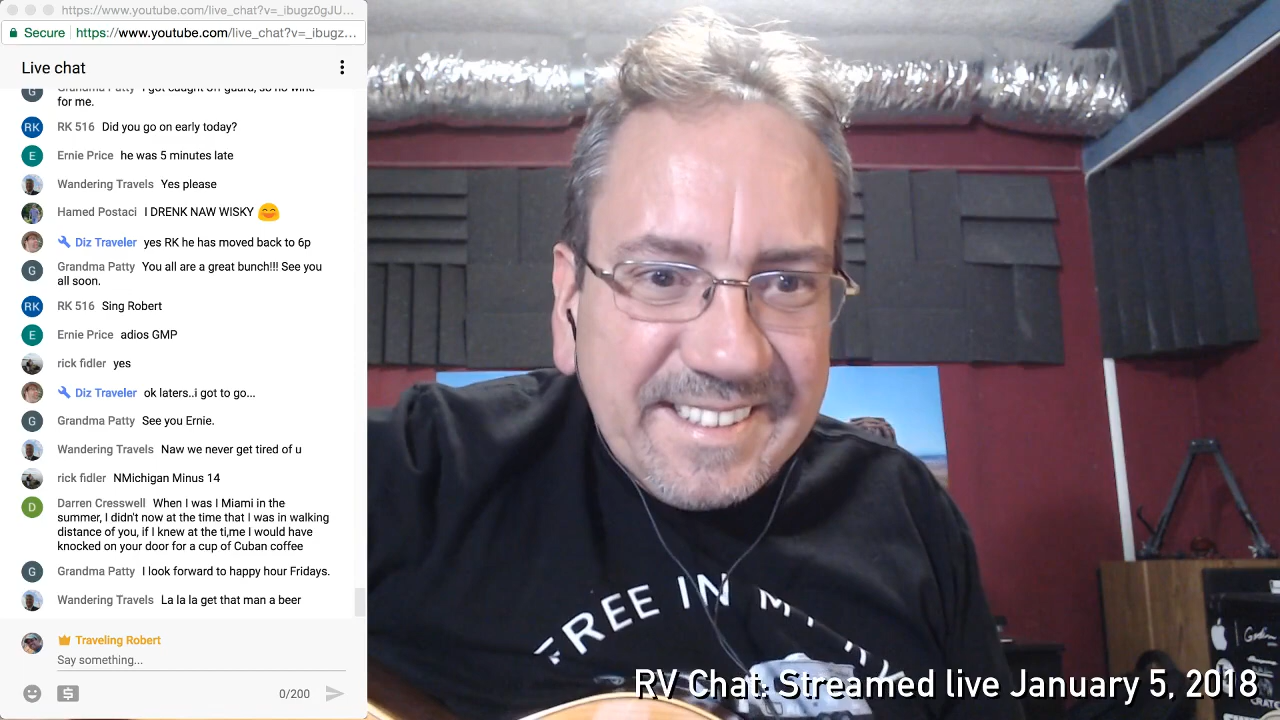 https://www.youtube.com/live_chat?v=_ibugz0gJU...
Secure https://www.youtube.com/live_chat?v=_ibugz...
Live chat
for me.
RK RK 516 Did you go on early today?
E Ernie Price he was 5 minutes late
Wandering Travels Yes please
Hamed Postaci I DRENK NAW WISKY 😊
Diz Traveler yes RK he has moved back to 6p
G Grandma Patty You all are a great bunch!!! See you
all soon.
RK RK 516 Sing Robert
E Ernie Price adios GMP
rick fidler yes
Diz Traveler ok laters..i got to go...
G Grandma Patty See you Ernie.
Wandering Travels Naw we never get tired of u
rick fidler NMichigan Minus 14
D Darren Cresswell When I was I Miami in the
summer, I didn't now at the time that I was in walking
distance of you, if I knew at the ti,me I would have
knocked on your door for a cup of Cuban coffee
G Grandma Patty I look forward to happy hour Fridays.
Wandering Travels La la la get that man a beer
Traveling Robert
Say something...
0/200
FREE IN MY RV
RV Chat: Streamed live January 5, 2018